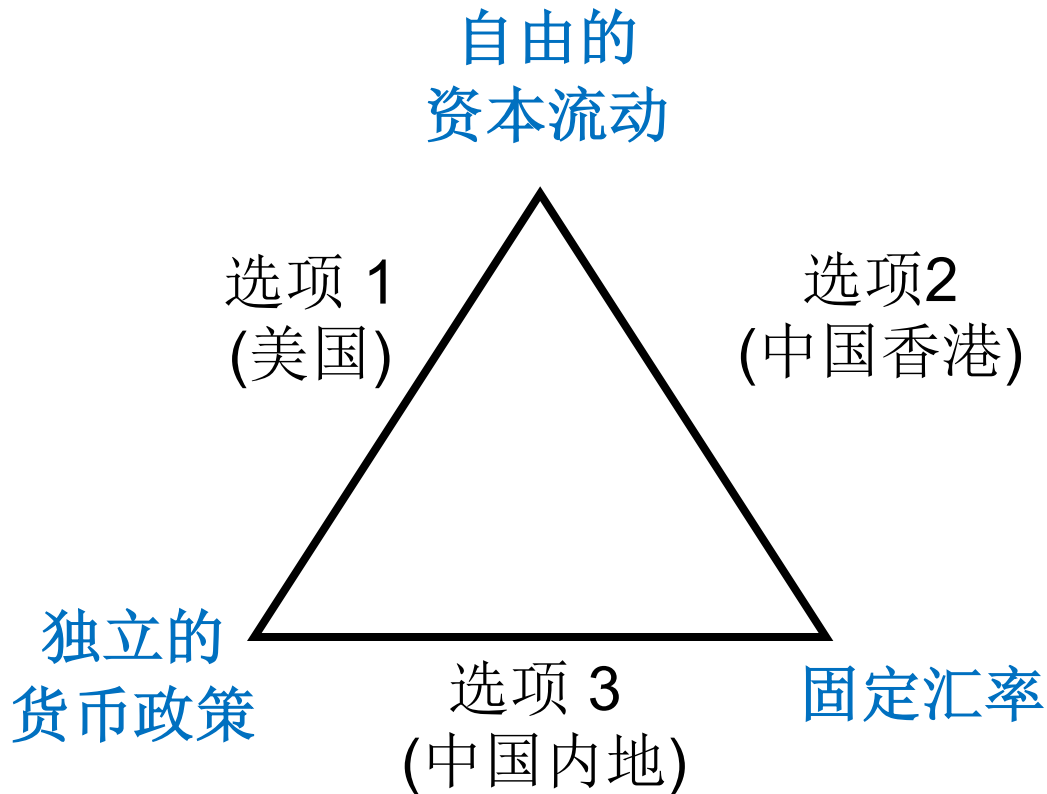 自由的
资本流动
选项 1
(美国)
选项2
(中国香港)
独立的
货币政策
选项 3
(中国内地)
固定汇率